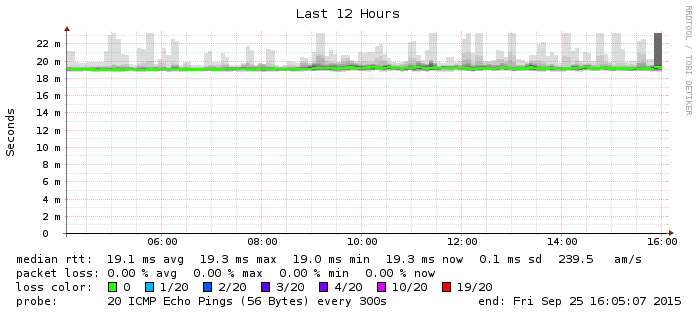 Last 12 Hours
RRDTOOL / TOBI OETIKER
Seconds
22 m
20 m
18 m
16 m
14 m
12 m
10 m
8 m
6 m
4 m
2 m
0
06:00 08:00 10:00 12:00 14:00 16:00
median rtt: 19.1 ms avg 19.3 ms max 19.0 ms min 19.3 ms now 0.1 ms sd 239.5 am/s
packet loss: 0.00 % avg 0.00 % max 0.00 % min 0.00 % now
loss color: 0 1/20 2/20 3/20 4/20 10/20 19/20
probe: 20 ICMP Echo Pings (56 Bytes) every 300s end: Fri Sep 25 16:05:07 2015